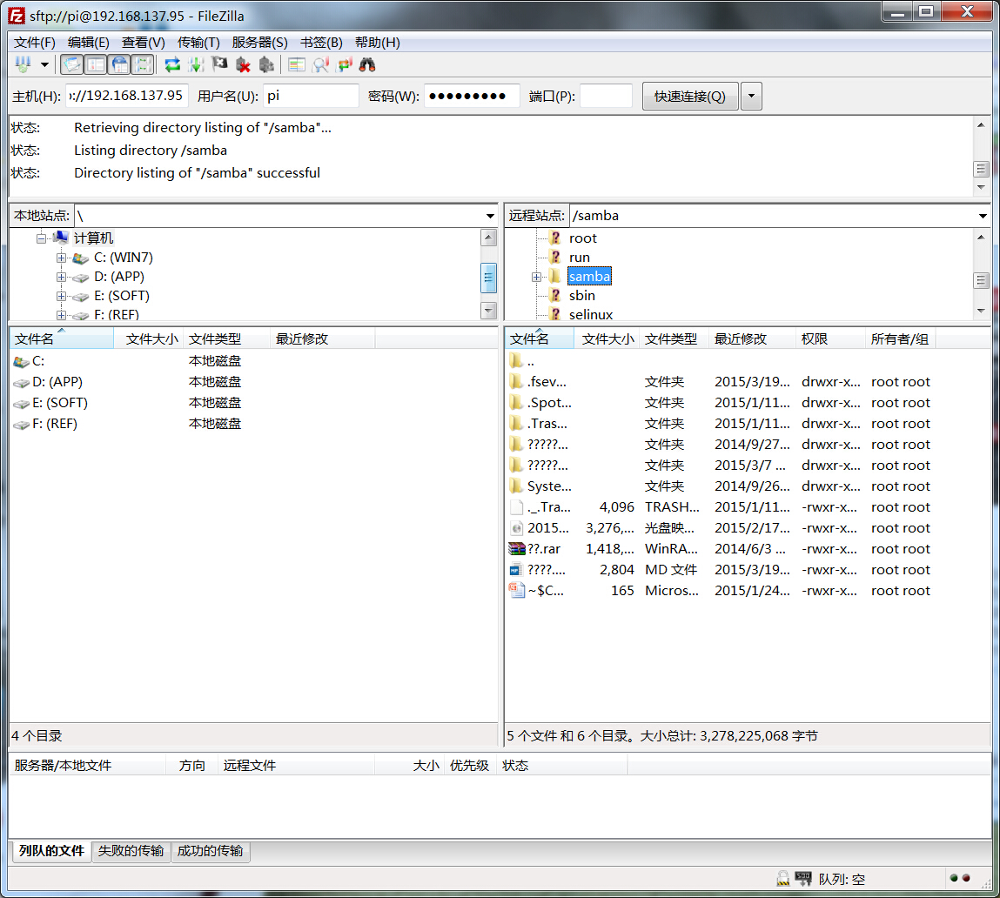 sftp://pi@192.168.137.95 - FileZilla
文件(F) 编辑(E) 查看(V) 传输(T) 服务器(S) 书签(B) 帮助(H)
主机(H): ://192.168.137.95 用户名(U): pi 密码(W): ●●●●●●●●● 端口(P): 快速连接(Q)
状态: Retrieving directory listing of "/samba"...
状态: Listing directory /samba
状态: Directory listing of "/samba" successful
本地站点: \
计算机
C: (WIN7)
D: (APP)
E: (SOFT)
F: (REF)
文件名 文件大小 文件类型 最近修改
C: 本地磁盘
D: (APP) 本地磁盘
E: (SOFT) 本地磁盘
F: (REF) 本地磁盘
4 个目录
远程站点: /samba
root
run
samba
sbin
selinux
文件名 文件大小 文件类型 最近修改 权限 所有者/组
..
.fsev... 文件夹 2015/3/19... drwxr-x... root root
.Spot... 文件夹 2015/1/11... drwxr-x... root root
.Tras... 文件夹 2015/1/11... drwxr-x... root root
?????... 文件夹 2014/9/27... drwxr-x... root root
?????... 文件夹 2015/3/7 ... drwxr-x... root root
Syste... 文件夹 2014/9/26... drwxr-x... root root
._.Tra... 4,096 TRASH... 2015/1/11... -rwxr-x... root root
2015... 3,276,... 光盘映... 2015/2/17... -rwxr-x... root root
??.rar 1,418,... WinRA... 2014/6/3 ... -rwxr-x... root root
????.... 2,804 MD 文件 2015/3/19... -rwxr-x... root root
~$C... 165 Micros... 2015/1/24... -rwxr-x... root root
5 个文件 和 6 个目录。大小总计: 3,278,225,068 字节
服务器/本地文件 方向 远程文件 大小 优先级 状态
列队的文件 失败的传输 成功的传输
队列: 空